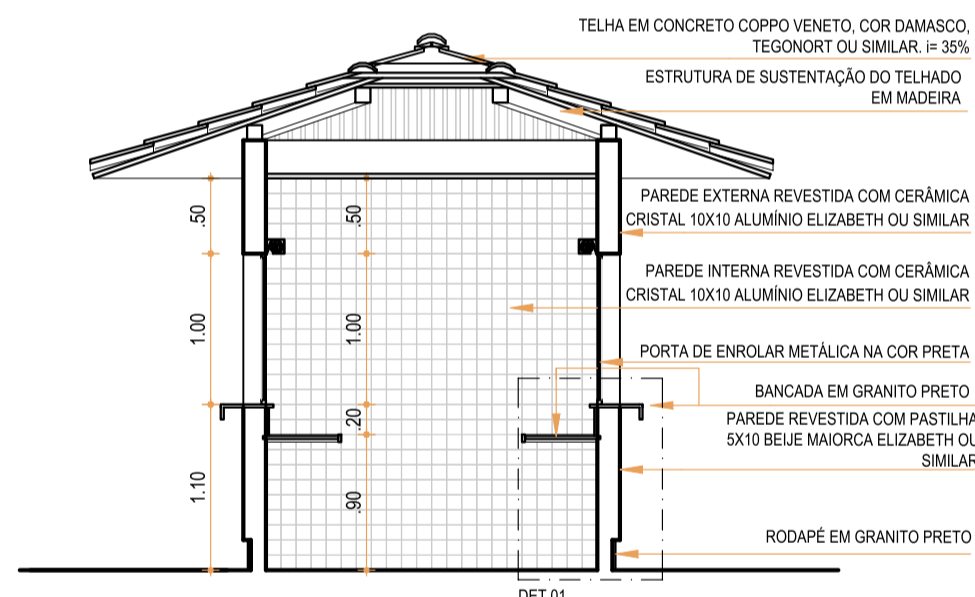 TELHA EM CONCRETO COPPO VENETO, COR DAMASCO,
TEGONORT OU SIMILAR. i= 35%
ESTRUTURA DE SUSTENTAÇÃO DO TELHADO
EM MADEIRA
PAREDE EXTERNA REVESTIDA COM CERÂMICA
CRISTAL 10X10 ALUMÍNIO ELIZABETH OU SIMILAR
PAREDE INTERNA REVESTIDA COM CERÂMICA
CRISTAL 10X10 ALUMÍNIO ELIZABETH OU SIMILAR
PORTA DE ENROLAR METÁLICA NA COR PRETA
BANCADA EM GRANITO PRETO
PAREDE REVESTIDA COM PASTILHA
5X10 BEIJE MAIORCA ELIZABETH OU
SIMILAR
RODAPÉ EM GRANITO PRETO
.50
1.00
1.10
.50
1.00
.20
.90
DET 01